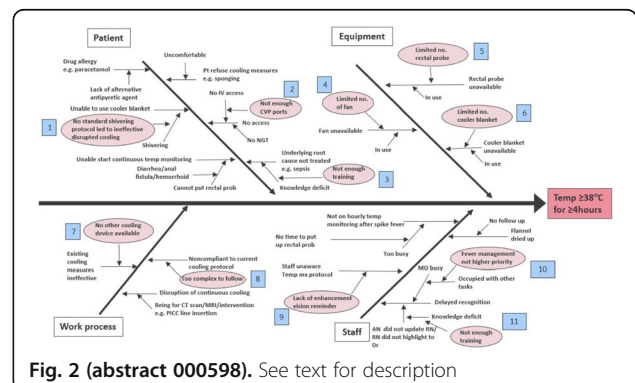 Patient
Equipment
Drug allergy
e.g. paracetamol
Uncomfortable
Pt refuse cooling measures
e.g. sponging
Lack of alternative
antipyretic agent
Unable to use cooler blanket
1
No standard shivering
protocol led to ineffective
disrupted cooling
Shivering
2
No IV access
Not enough
CVP ports
No access
No NGT
Unable start continuous temp monitoring
Diarrhea/anal
fistula/hemorrhoid
Cannot put rectal prob
Underlying root
cause not treated
e.g. sepsis
Knowledge deficit
Not enough
training
3
4
Limited no.
of fan
Fan unavailable
In use
Limited no.
rectal probe
5
Rectal probe
unavailable
In use
Limited no.
cooler blanket
6
Cooler blanket
unavailable
In use
Temp ≥38°C
for ≥4hours
7
No other cooling
device available
Existing
cooling
measures
ineffective
Noncompliant to current
cooling protocol
Too complex to follow
8
Disruption of continuous cooling
Being for CT scan/MRI/intervention
e.g. PICC line insertion
Work process
Not on hourly temp
monitoring after spike fever
No time to put
up rectal prob
Too busy
Staff unaware
Temp mx protocol
Lack of enhancement
vision reminder
9
No follow up
Flannel
dried up
Fever management
not higher priority
10
MO busy
Occupied with other
tasks
Delayed recognition
Knowledge deficit
11
Not enough
training
AN did not update RN/
RN did not highlight to
Dr
Staff
Fig. 2 (abstract 000598). See text for description